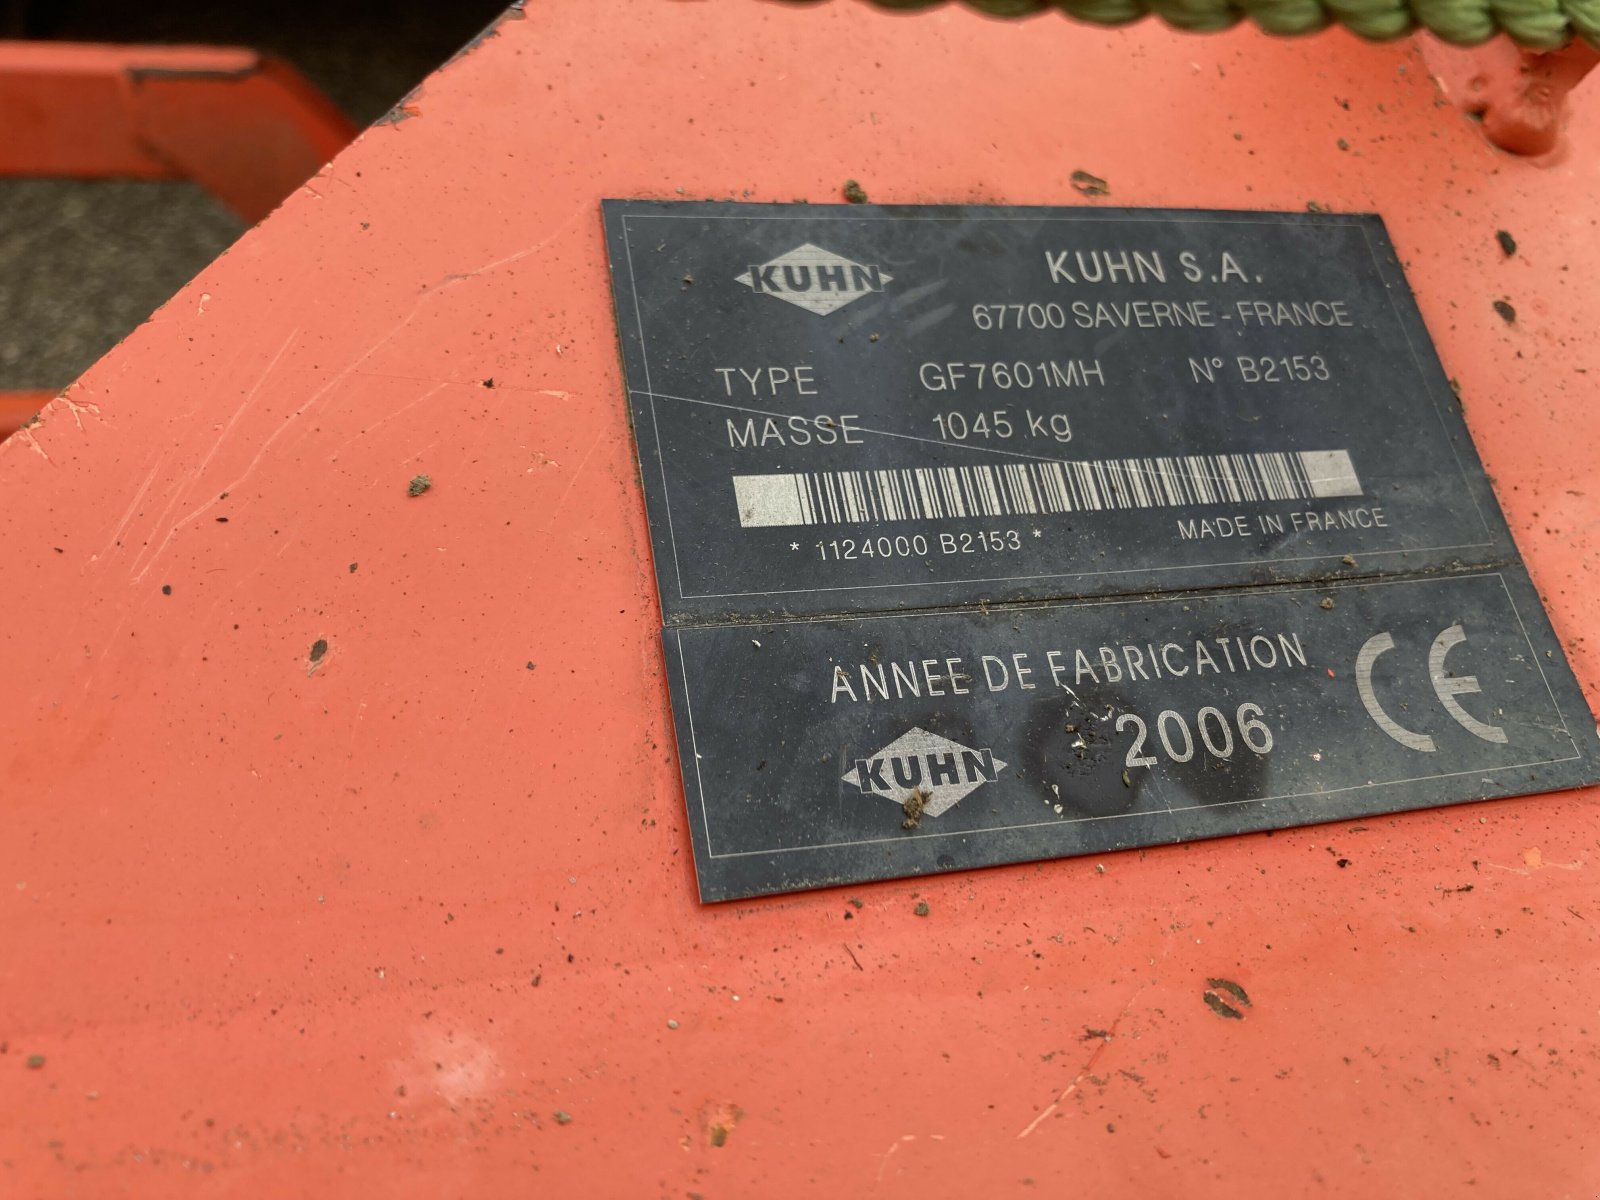 KUHN
KUHN S.A.
67700 SAVERNE - FRANCE
TYPE GF7601MH N° B2153
MASSE 1045 kg
* 1124000 B2153 *
MADE IN FRANCE
ANNEE DE FABRICATION
KUHN
2006
CE